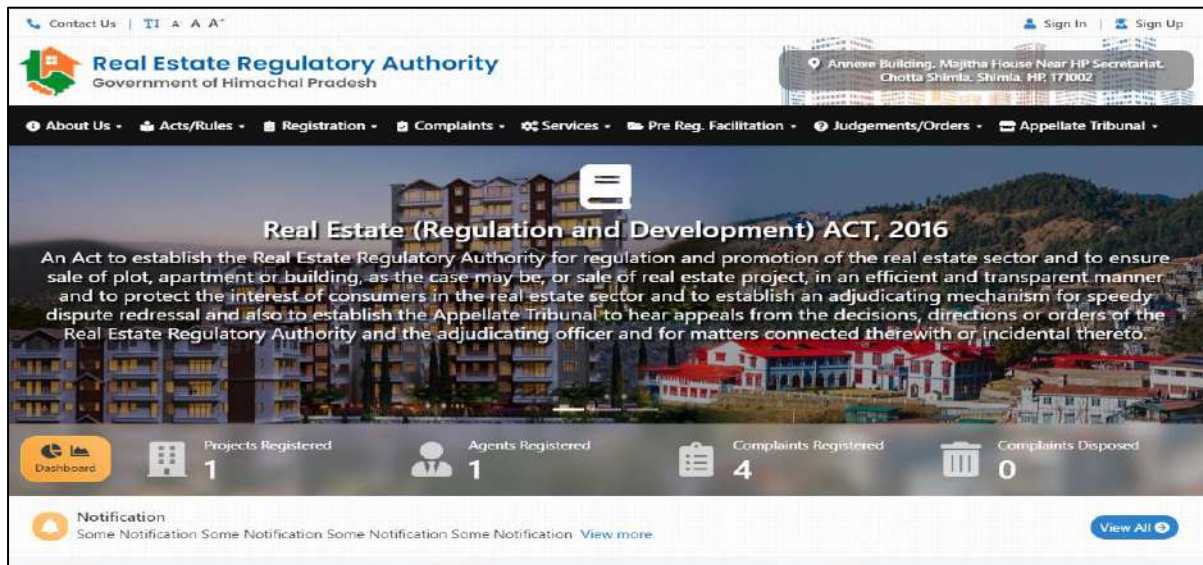 Contact Us | TI A- A A+
Sign In | Sign Up
Real Estate Regulatory Authority
Government of Himachal Pradesh
Annexe Building, Majitha House Near HP Secretariat,
Chotta Shimla, Shimla, HP, 171002
About Us Acts/Rules Registration Complaints Services Pre Reg. Facilitation Judgements/Orders Appellate Tribunal
Real Estate (Regulation and Development) ACT, 2016
An Act to establish the Real Estate Regulatory Authority for regulation and promotion of the real estate sector and to ensure
sale of plot, apartment or building, as the case may be, or sale of real estate project, in an efficient and transparent manner
and to protect the interest of consumers in the real estate sector and to establish an adjudicating mechanism for speedy
dispute redressal and also to establish the Appellate Tribunal to hear appeals from the decisions, directions or orders of the
Real Estate Regulatory Authority and the adjudicating officer and for matters connected therewith or incidental thereto.
Dashboard
Projects Registered
1
Agents Registered
1
Complaints Registered
4
Complaints Disposed
0
Notification
Some Notification Some Notification Some Notification Some Notification View more
View All